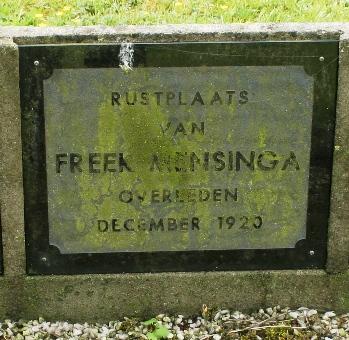 RUSTPLAATS
VAN
FREEK MENSINGA
OVERLEDEN
DECEMBER 1920